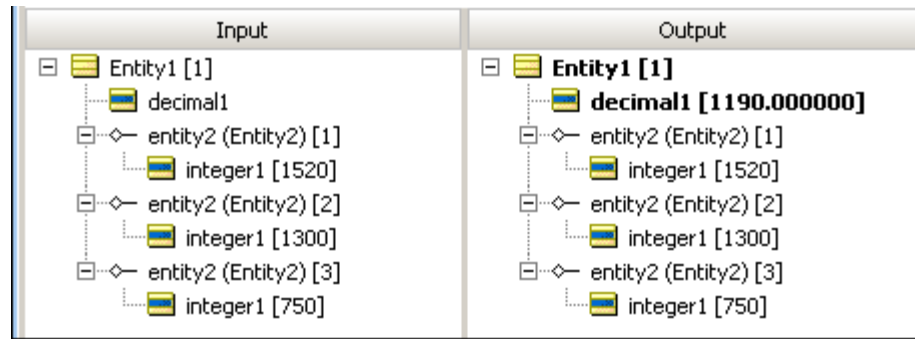 Input
Entity1 [1]
decimal1
entity2 (Entity2) [1]
integer1 [1520]
entity2 (Entity2) [2]
integer1 [1300]
entity2 (Entity2) [3]
integer1 [750]
Output
Entity1 [1]
decimal1 [1190.000000]
entity2 (Entity2) [1]
integer1 [1520]
entity2 (Entity2) [2]
integer1 [1300]
entity2 (Entity2) [3]
integer1 [750]